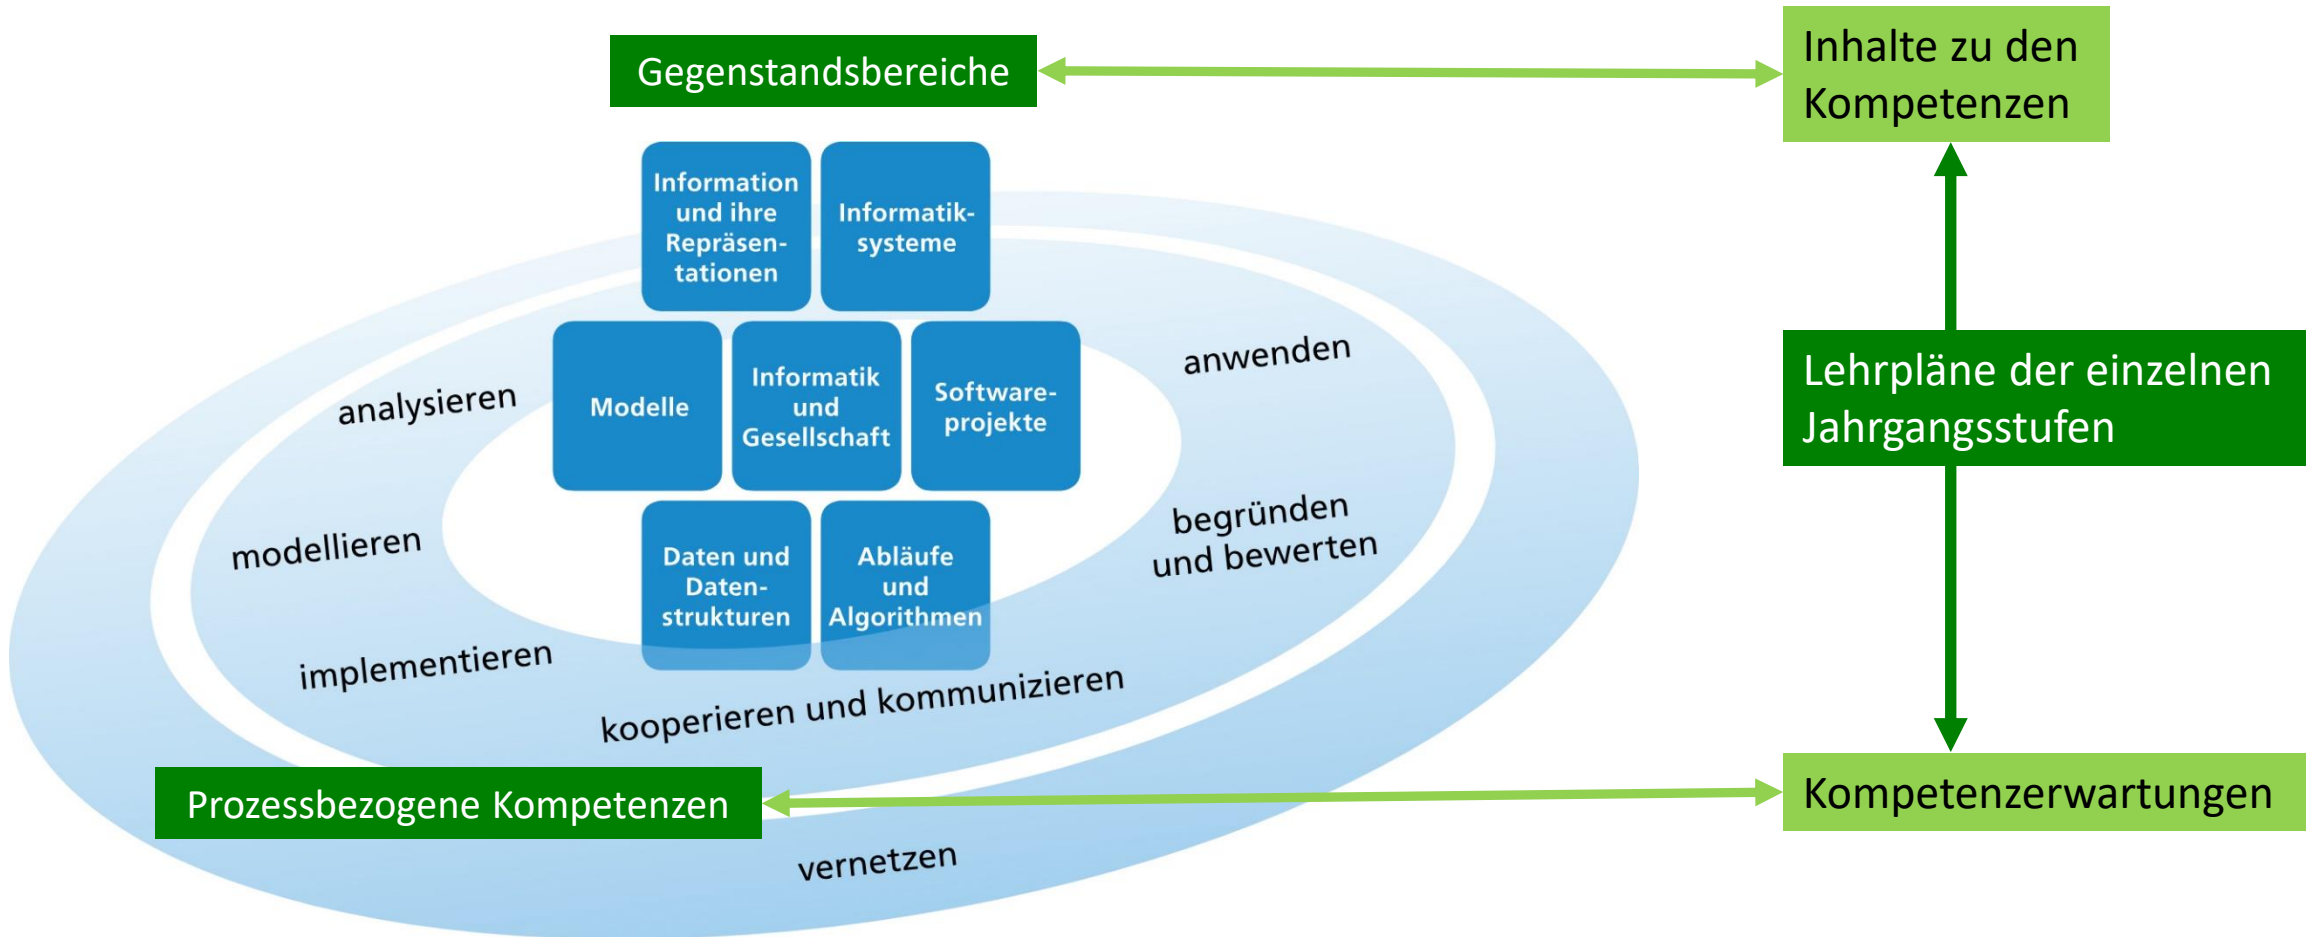 Gegenstandsbereiche
Inhalte zu den
Kompetenzen
Information
und ihre
Repräsen-
tationen
Informatik-
systeme
Modelle
Informatik
und
Gesellschaft
Software-
projekte
Daten und
Daten-
strukturen
Abläufe
und
Algorithmen
analysieren
modellieren
implementieren
kooperieren und kommunizieren
begründen
und bewerten
anwenden
vernetzen
Lehrpläne der einzelnen
Jahrgangsstufen
Prozessbezogene Kompetenzen
Kompetenzerwartungen